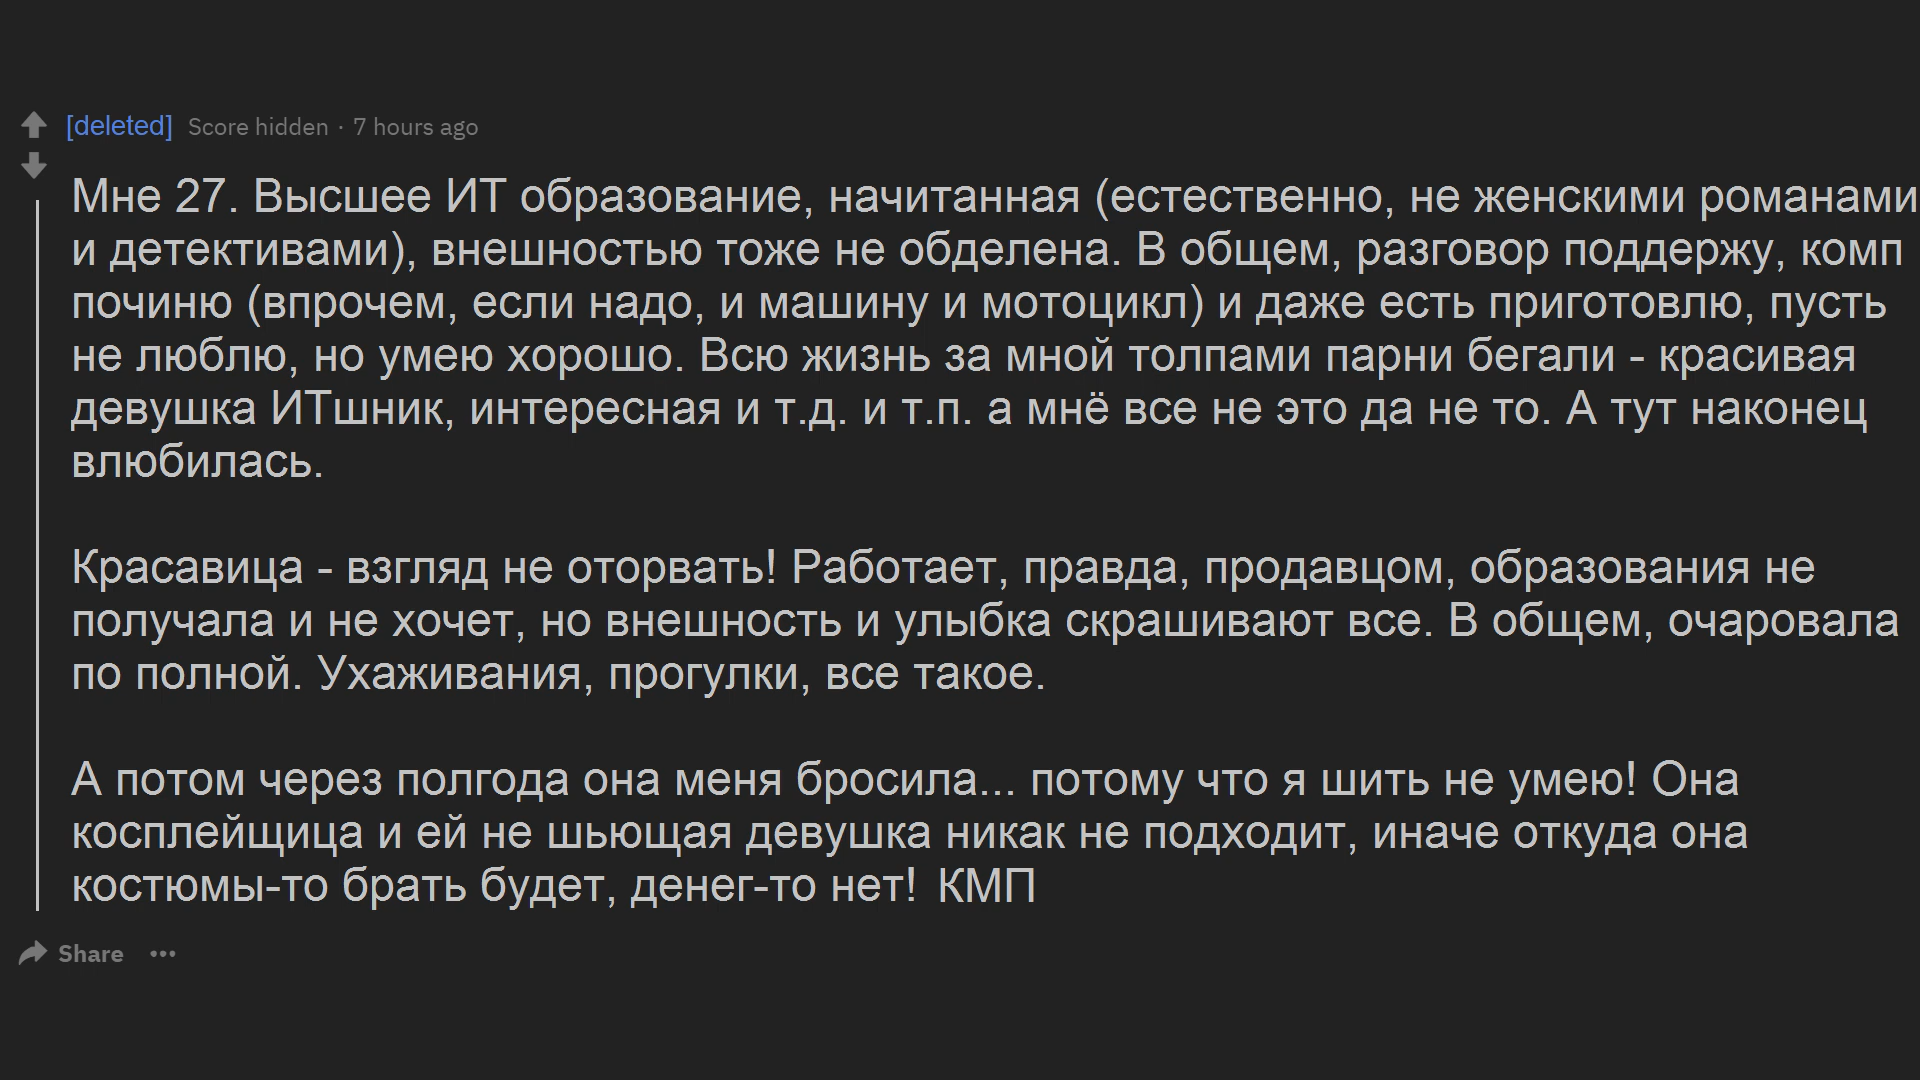 [deleted] Score hidden · 7 hours ago
Мне 27. Высшее ИТ образование, начитанная (естественно, не женскими романами
и детективами), внешностью тоже не обделена. В общем, разговор поддержу, комп
починю (впрочем, если надо, и машину и мотоцикл) и даже есть приготовлю, пусть
не люблю, но умею хорошо. Всю жизнь за мной толпами парни бегали - красивая
девушка ИТшник, интересная и т.д. и т.п. а мнё все не это да не то. А тут наконец
влюбилась.
Красавица - взгляд не оторвать! Работает, правда, продавцом, образования не
получала и не хочет, но внешность и улыбка скрашивают все. В общем, очаровала
по полной. Ухаживания, прогулки, все такое.
А потом через полгода она меня бросила... потому что я шить не умею! Она
косплейщица и ей не шьющая девушка никак не подходит, иначе откуда она
костюмы-то брать будет, денег-то нет! КМП
Share ...